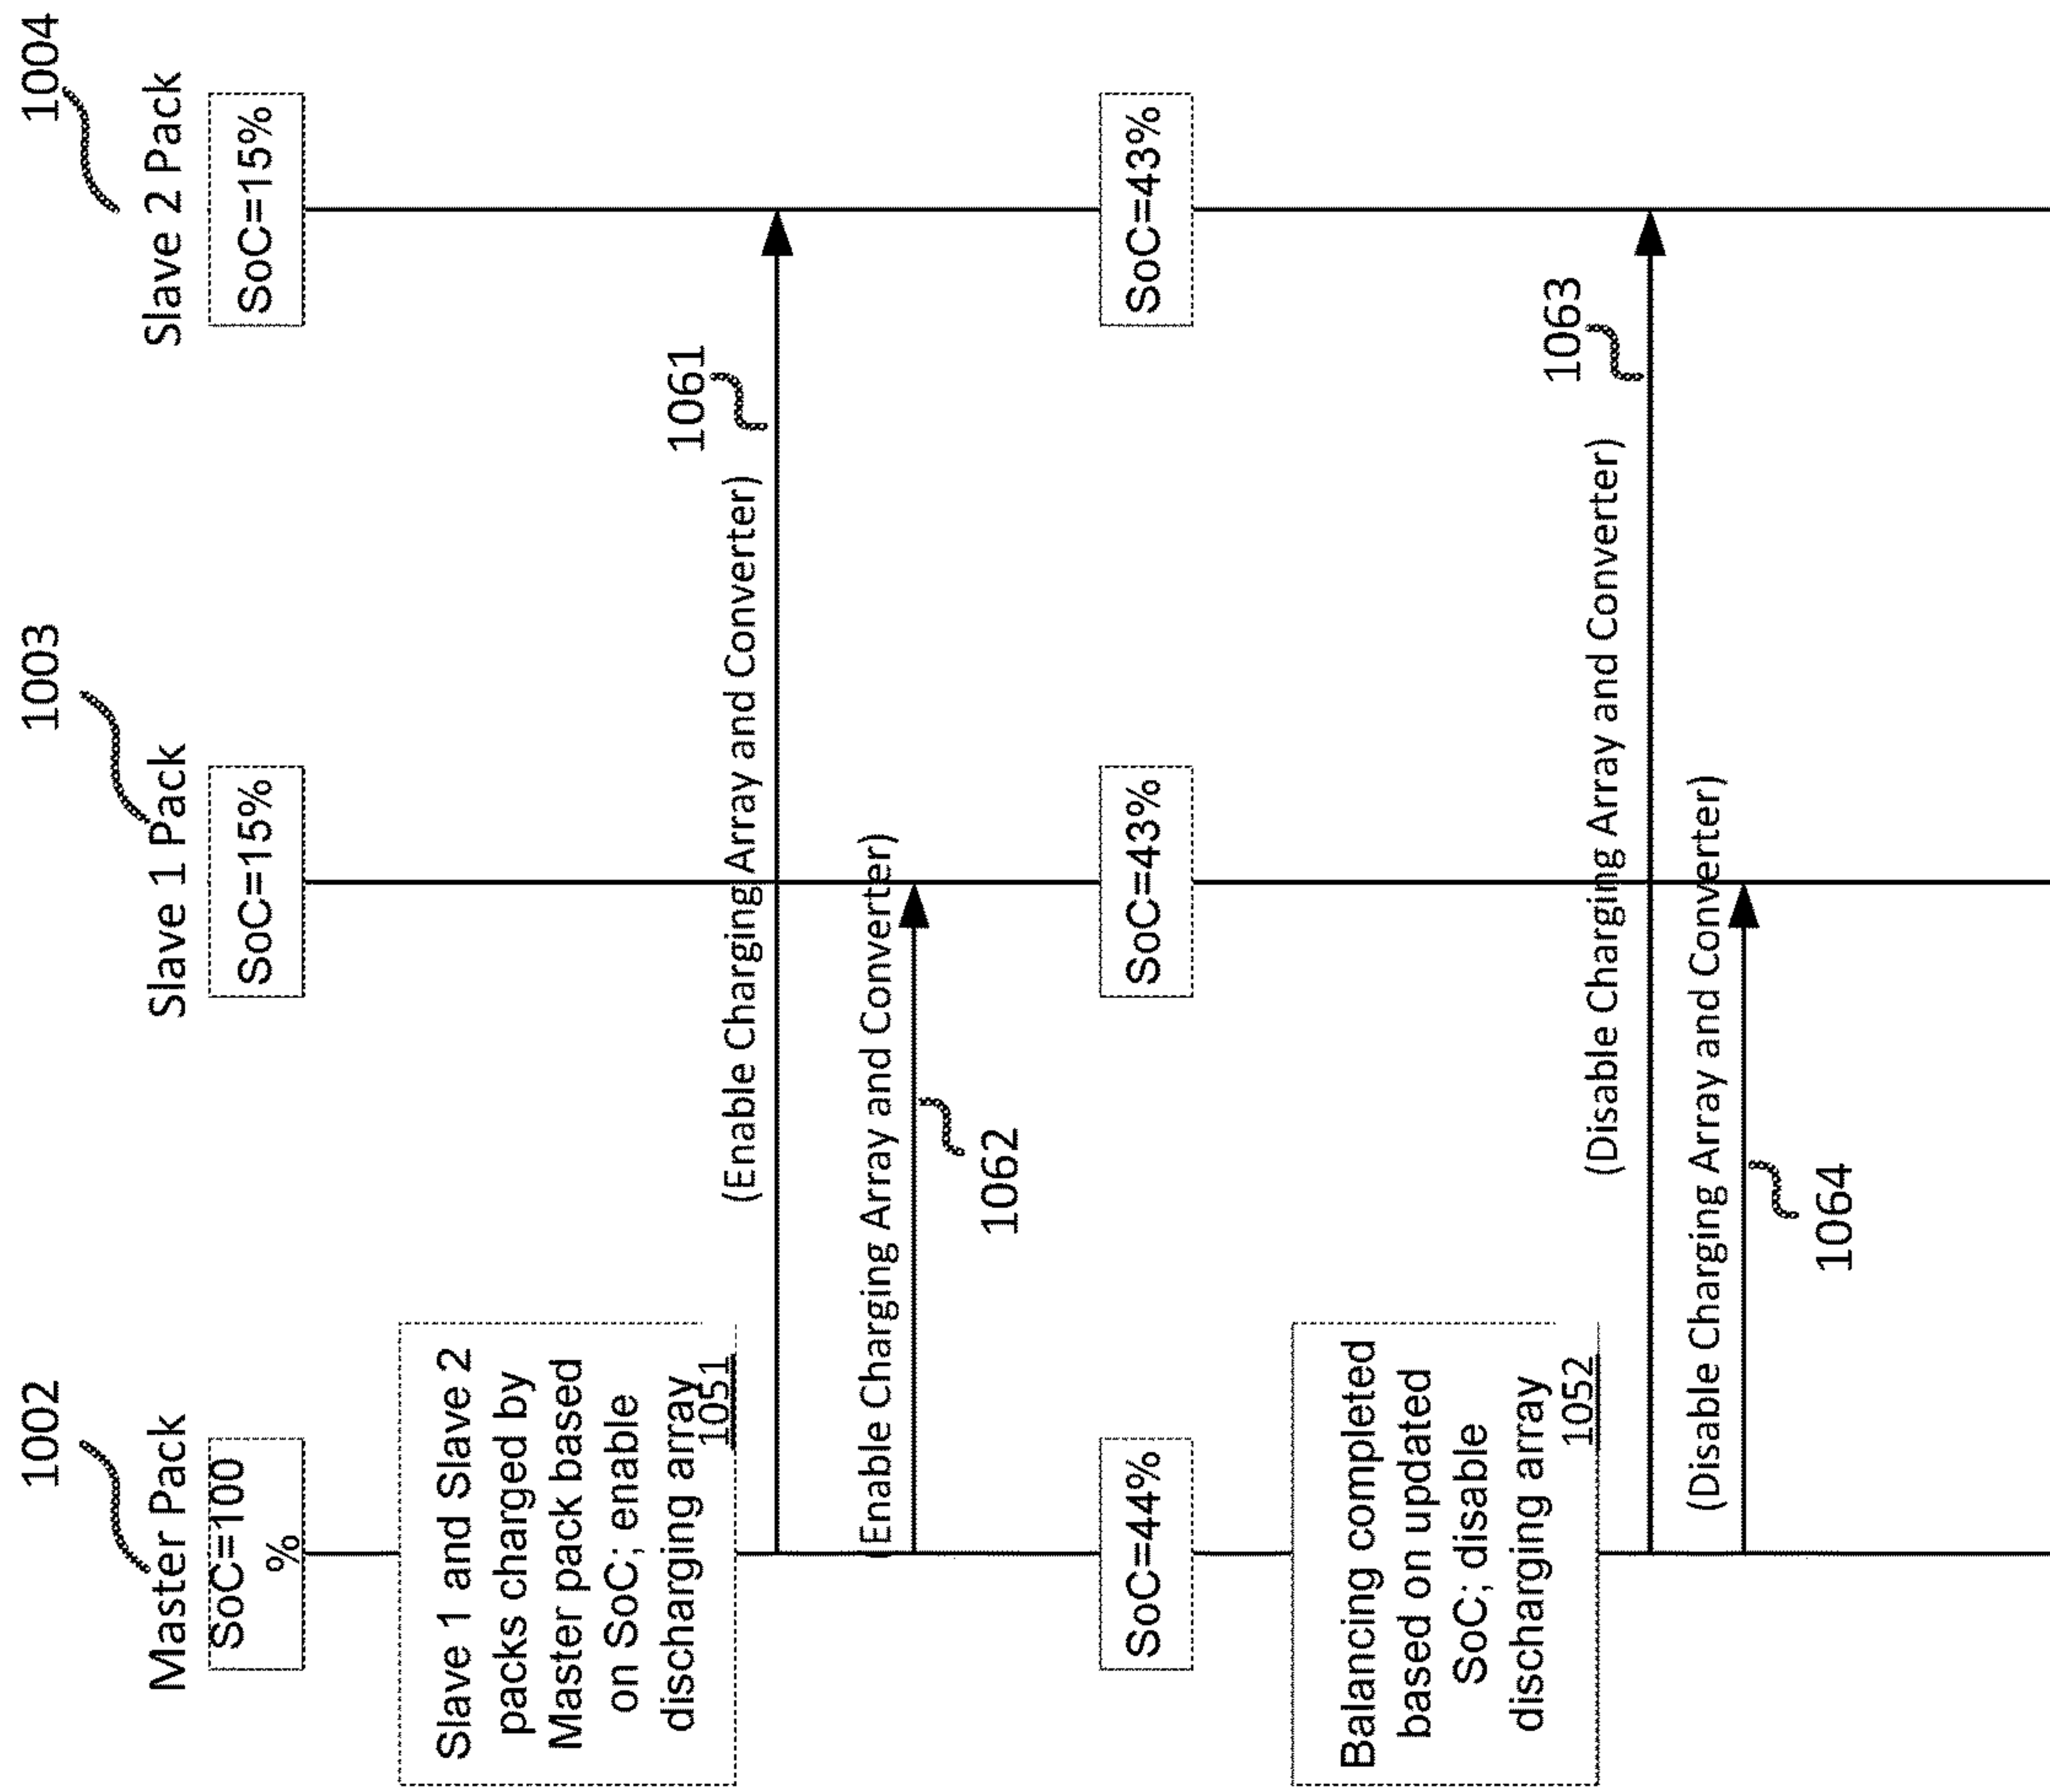 1002
1003
1004
Master Pack
Slave 1 Pack
Slave 2 Pack
SoC=100
%
SoC=15%
SoC=15%
Slave 1 and Slave 2
packs charged by
Master pack based
on SoC; enable
discharging array
1051
1061
(Enable Charging Array and Converter)
(Enable Charging Array and Converter)
1062
SoC=44%
SoC=43%
SoC=43%
Balancing completed
based on updated
SoC; disable
discharging array
1052
1063
(Disable Charging Array and Converter)
(Disable Charging Array and Converter)
1064